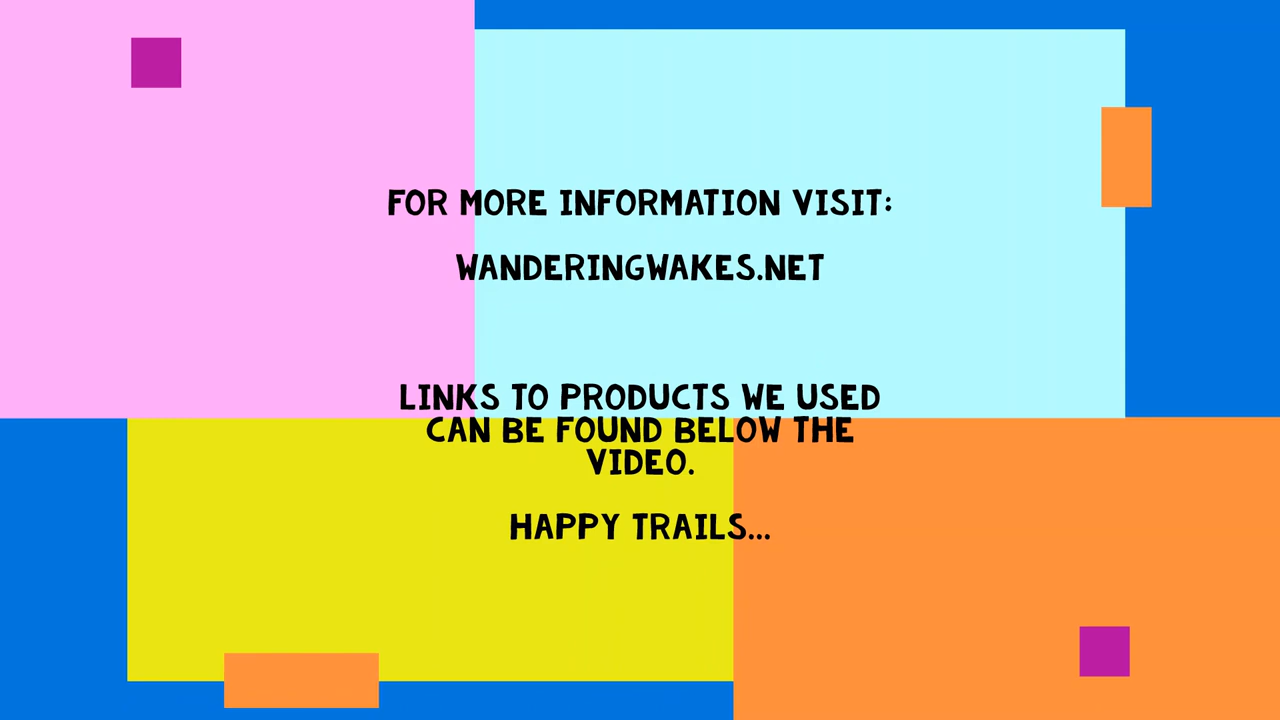 FOR MORE INFORMATION VISIT:
WANDERINGWAKES.NET
LINKS TO PRODUCTS WE USED
CAN BE FOUND BELOW THE
VIDEO.
HAPPY TRAILS...